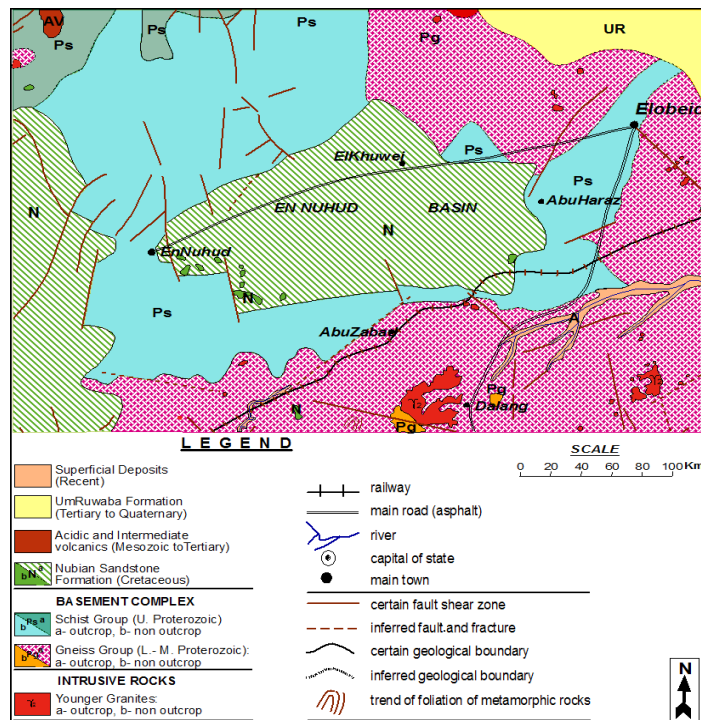 AV
Ps
Ps
Ps
Pg
UR
Elobeid
ElKhuwei
Ps
Ps
AbuHaraz
N
EN NUHUD BASIN
N
EnNuhud
N
Ps
A
AbuZabad
Pg
N
Dalang
Pg
L E G E N D
SCALE
0 20 40 60 80 100 Km
Superficial Deposits
(Recent)
UmRuwaba Formation
(Tertiary to Quaternary)
Acidic and Intermediate
volcanics (Mesozoic toTertiary)
b N a
Nubian Sandstone
Formation (Cretaceous)
BASEMENT COMPLEX
b Ps a
Schist Group (U. Proterozoic)
a- outcrop, b- non outcrop
Gneiss Group (L.- M. Proterozoic):
a- outcrop, b- non outcrop
INTRUSIVE ROCKS
Younger Granites:
a- outcrop, b- non outcrop
railway
main road (asphalt)
river
capital of state
main town
certain fault shear zone
inferred fault.and fracture
certain geological boundary
inferred geological boundary
trend of foliation of metamorphic rocks
N